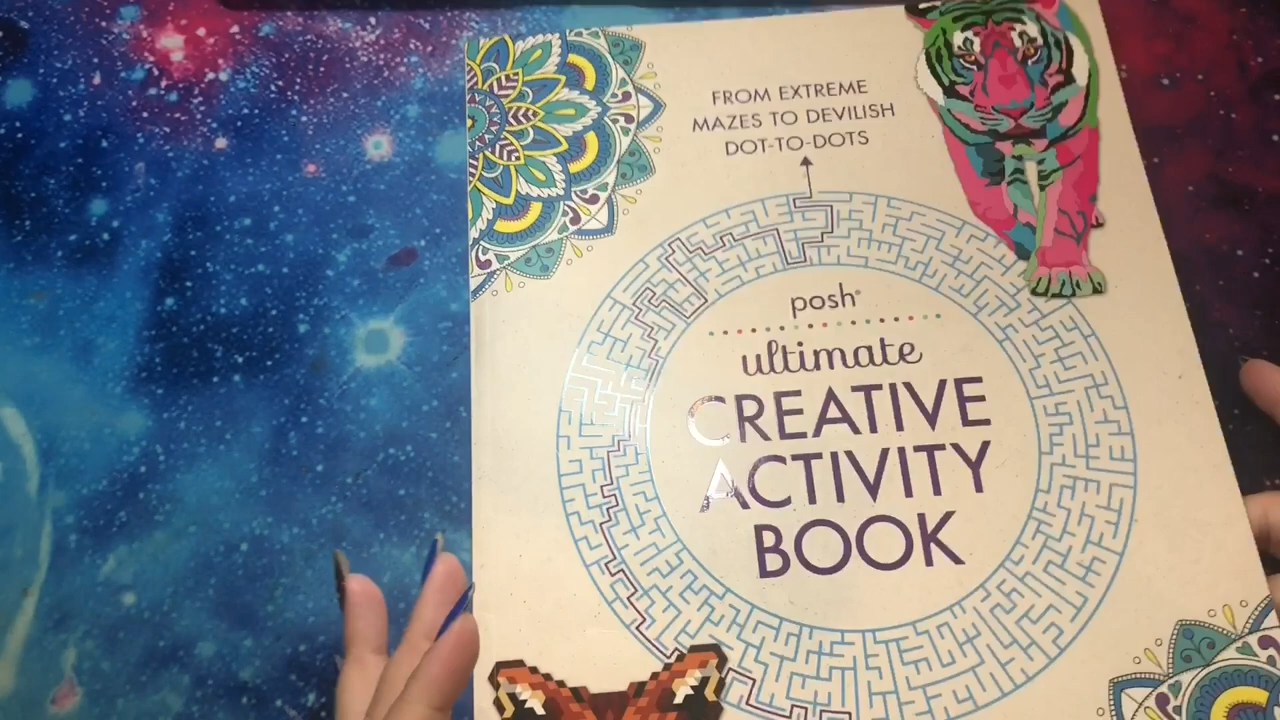 FROM EXTREME
MAZES TO DEVILISH
DOT-TO-DOTS
posh®
ultimate
CREATIVE
ACTIVITY
BOOK